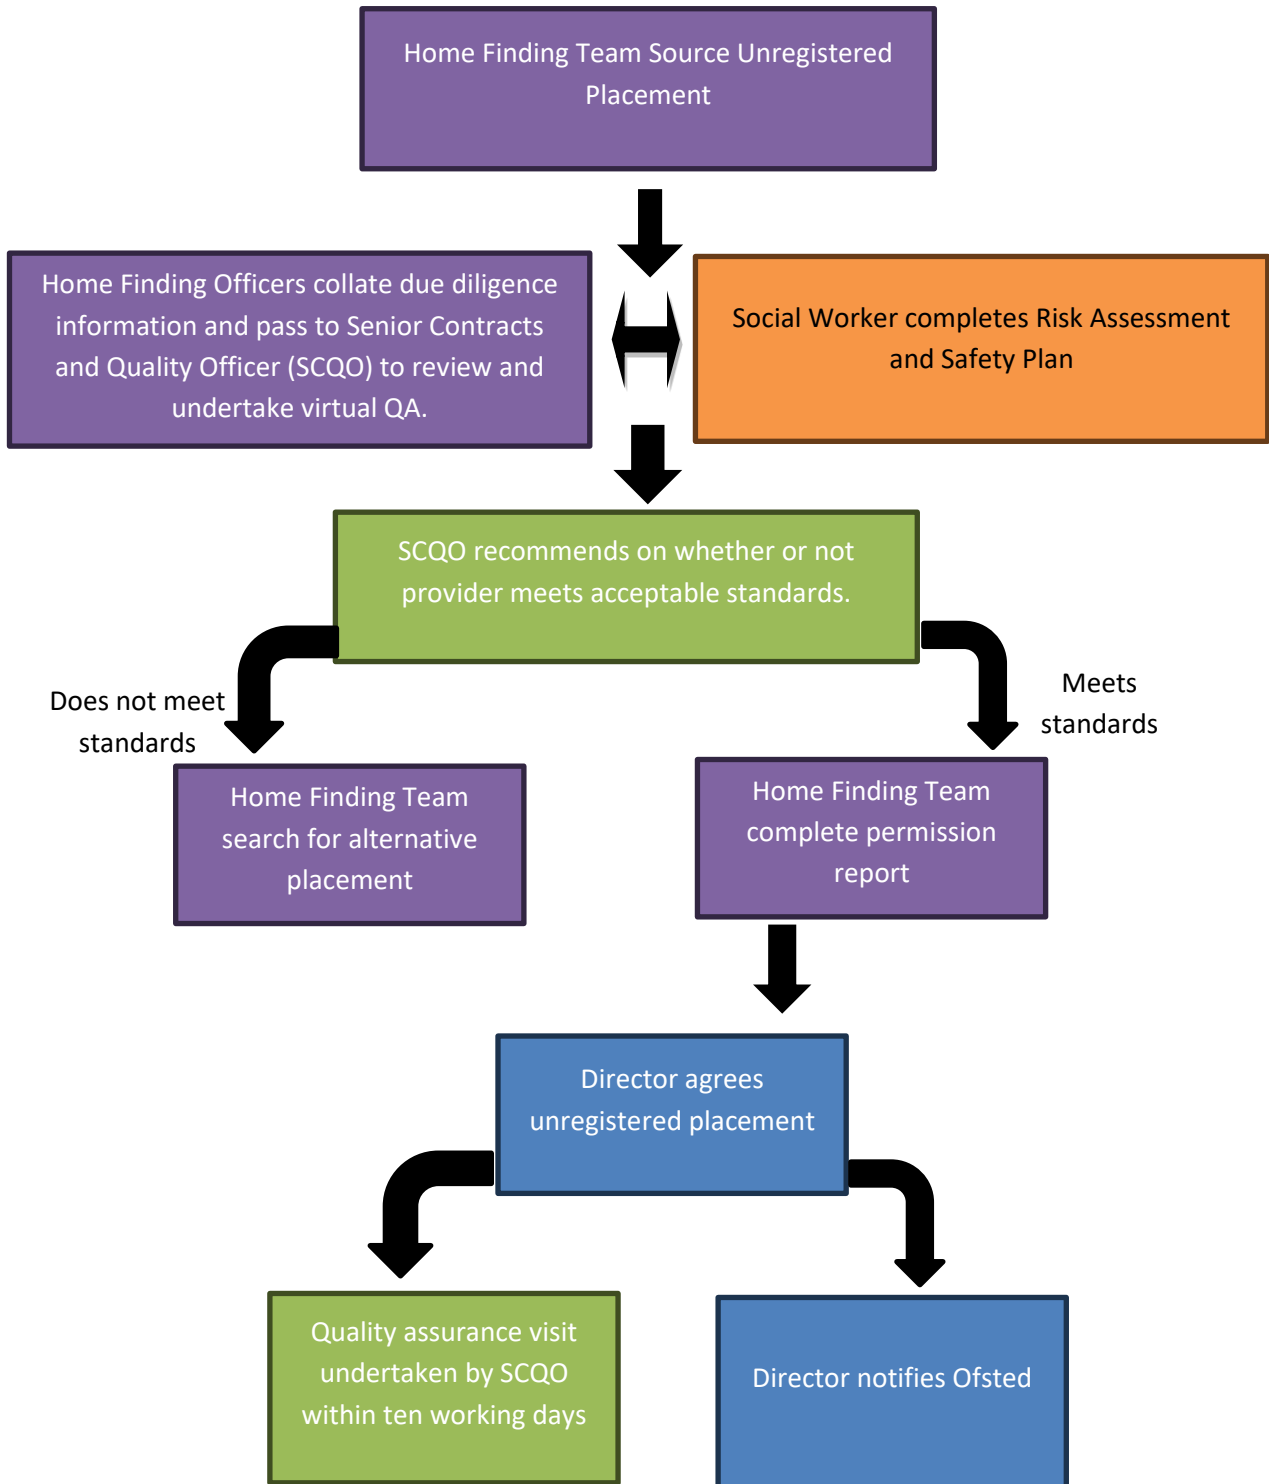 Home Finding Team Source Unregistered
Placement
Home Finding Officers collate due diligence
information and pass to Senior Contracts
and Quality Officer (SCQO) to review and
undertake virtual QA.
Social Worker completes Risk Assessment
and Safety Plan
SCQO recommends on whether or not
provider meets acceptable standards.
Does not meet
standards
Meets
standards
Home Finding Team
search for alternative
placement
Home Finding Team
complete permission
report
Director agrees
unregistered placement
Quality assurance visit
undertaken by SCQO
within ten working days
Director notifies Ofsted